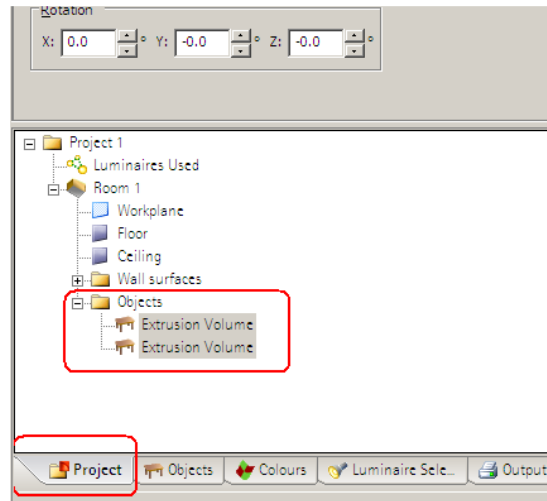 Rotation
X: 0.0 ° Y: -0.0 ° Z: -0.0 °
Project 1
Luminaires Used
Room 1
Workplane
Floor
Ceiling
Wall surfaces
Objects
Extrusion Volume
Extrusion Volume
Project Objects Colours Luminaire Sele... Output